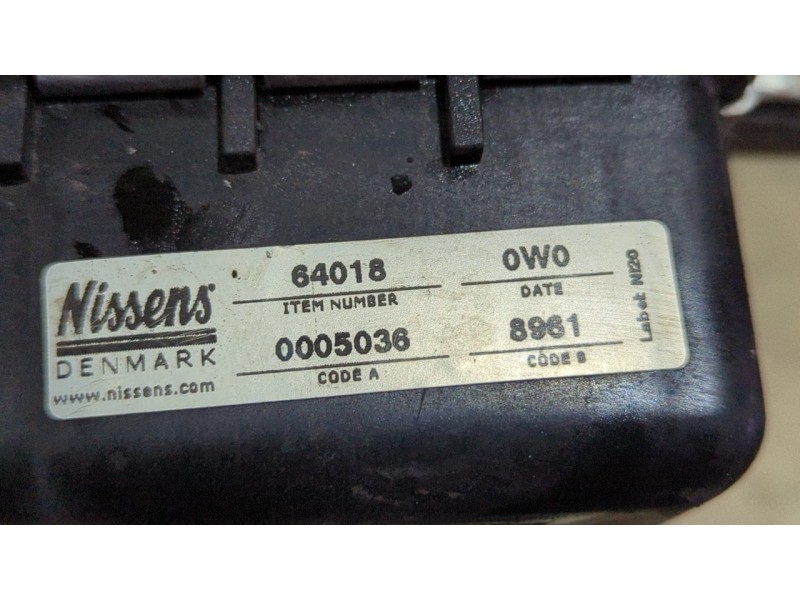 Nissens
DENMARK
www.nissens.com
64018
ITEM NUMBER
0005036
CODE A
0W0
DATE
8961
CODE B
Label: NI20